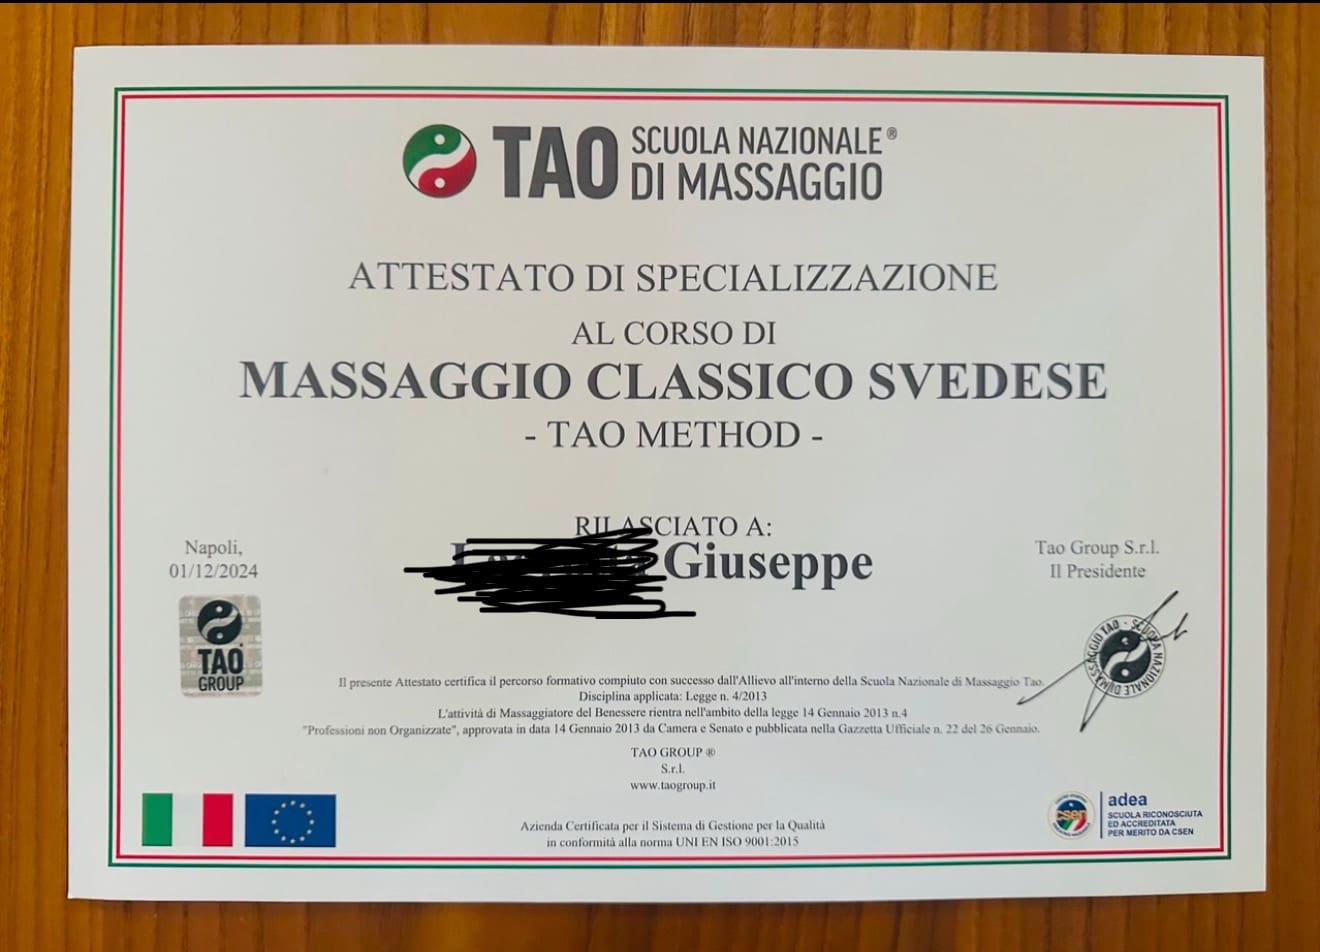 TAO SCUOLA NAZIONALE®
DI MASSAGGIO
ATTESTATO DI SPECIALIZZAZIONE
AL CORSO DI
MASSAGGIO CLASSICO SVEDESE
- TAO METHOD -
RILASCIATO A:
Giuseppe
Napoli,
01/12/2024
TAO
GROUP
Tao Group S.r.l.
Il Presidente
MASSAGGIO TAO - SCUOLA NAZIONALE DI
Il presente Attestato certifica il percorso formativo compiuto con successo dall'Allievo all'interno della Scuola Nazionale di Massaggio Tao.
Disciplina applicata: Legge n. 4/2013
L'attività di Massaggiatore del Benessere rientra nell'ambito della legge 14 Gennaio 2013 n.4
"Professioni non Organizzate", approvata in data 14 Gennaio 2013 da Camera e Senato e pubblicata nella Gazzetta Ufficiale n. 22 del 26 Gennaio.
TAO GROUP ®
S.r.l.
www.taogroup.it
Azienda Certificata per il Sistema di Gestione per la Qualità
in conformità alla norma UNI EN ISO 9001:2015
csen
adea
SCUOLA RICONOSCIUTA
ED ACCREDITATA
PER MERITO DA CSEN